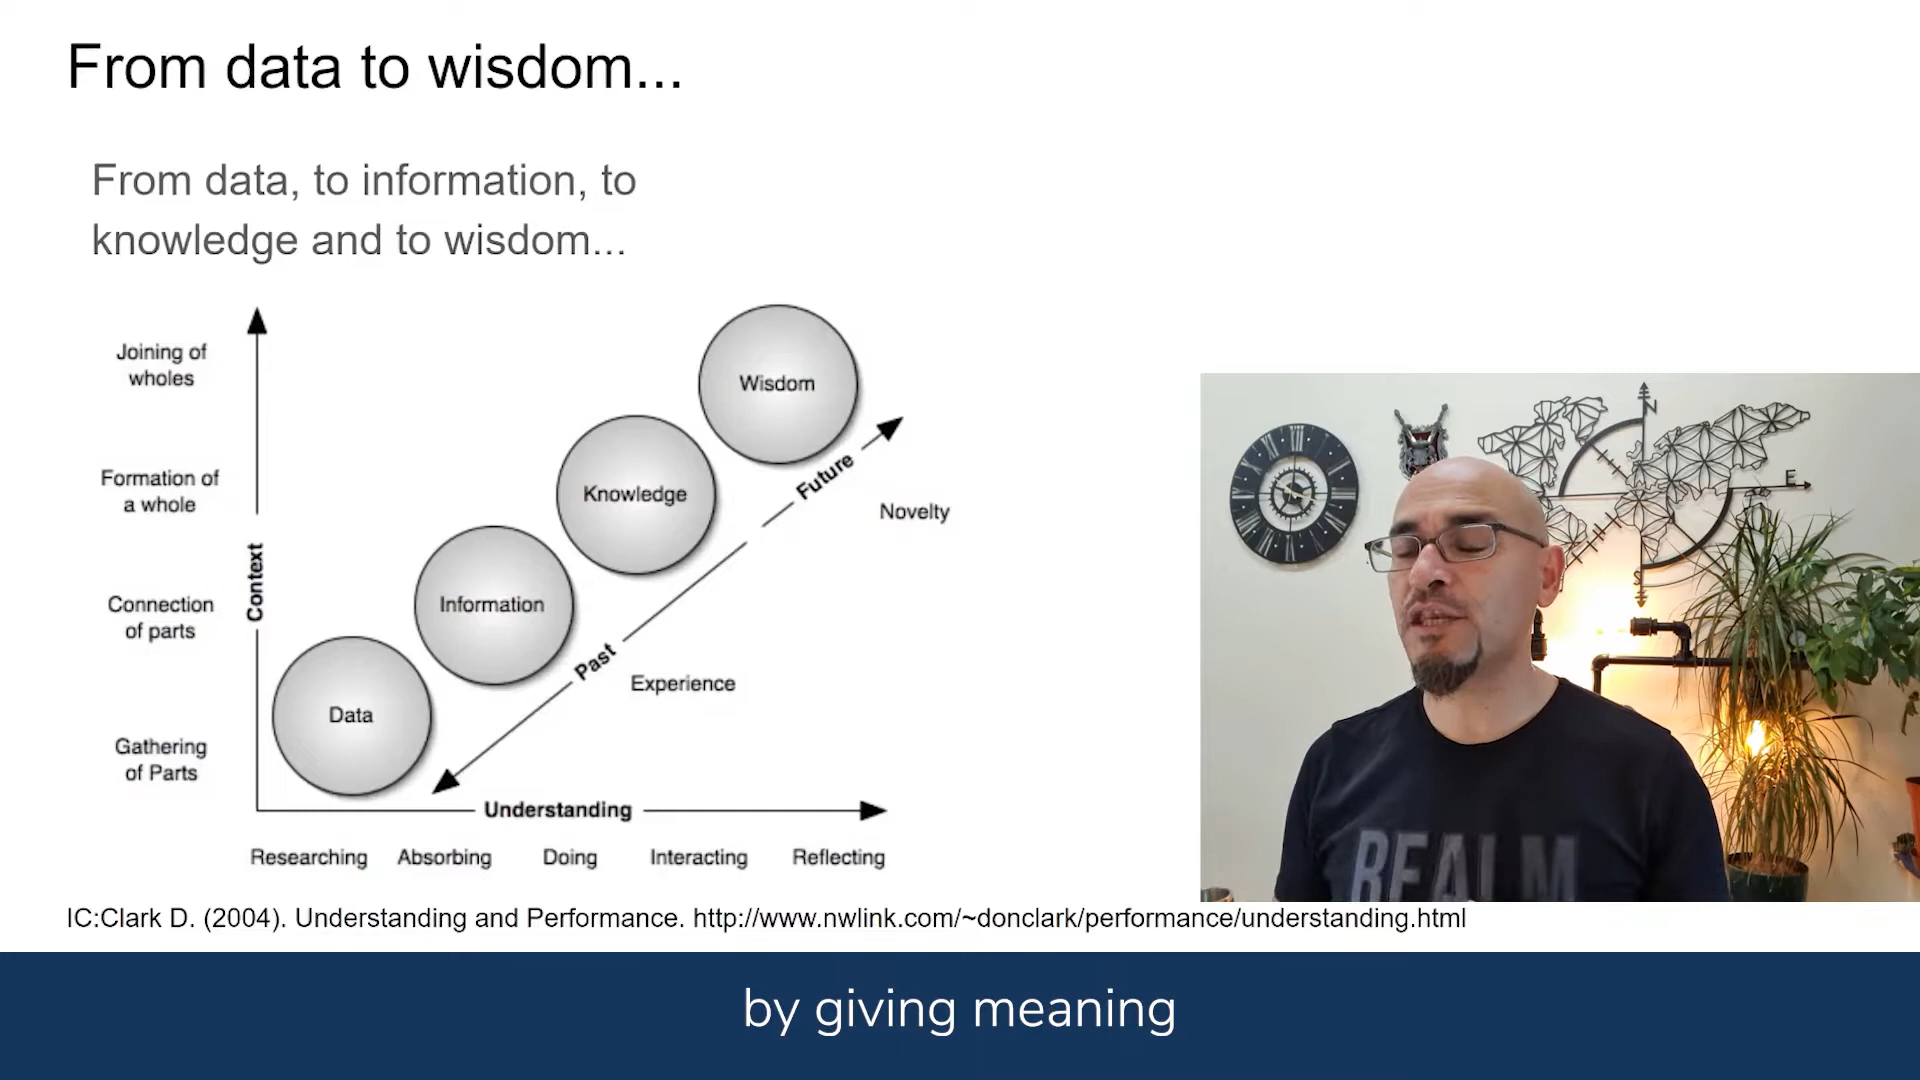 From data to wisdom...
From data, to information, to
knowledge and to wisdom...
Joining of
wholes
Formation of
a whole
Connection
of parts
Gathering
of Parts
Context
Wisdom
Knowledge
Information
Data
Future
Novelty
Past
Experience
Understanding
Researching Absorbing Doing Interacting Reflecting
N
E
S
REALM
IC:Clark D. (2004). Understanding and Performance. http://www.nwlink.com/~donclark/performance/understanding.html
by giving meaning